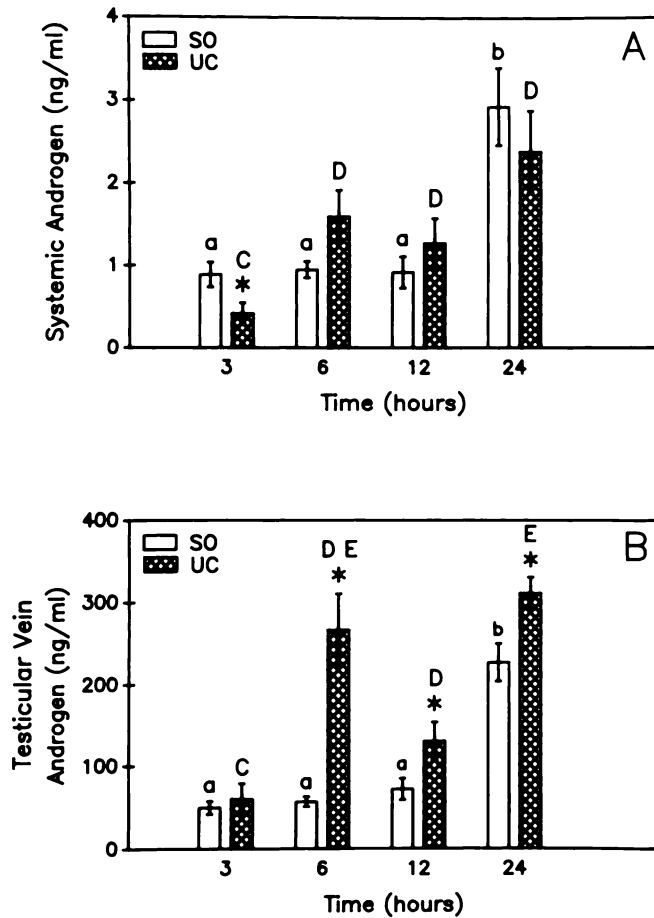 A
SO
UC
Systemic Androgen (ng/ml)
4
3
2
1
0
a
C
*
a
D
a
D
b
D
3 6 12 24
Time (hours)
B
SO
UC
Testicular Vein
Androgen (ng/ml)
400
300
200
100
0
a
C
a
D E
*
a
D
*
b
E
*
3 6 12 24
Time (hours)